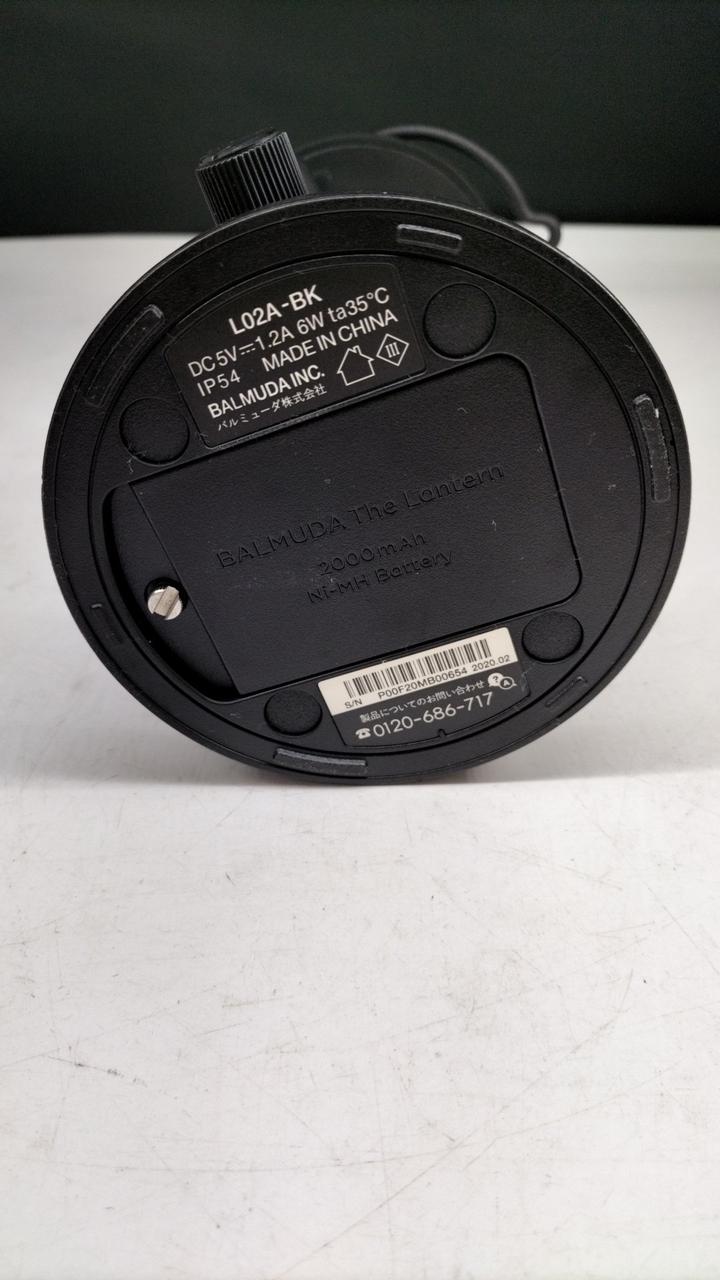 L02A-BK
DC5V⎓1.2A 6W ta35℃
IP54 MADE IN CHINA
BALMUDA INC.
バルミューダ株式会社
III
BALMUDA The Lantern
2000mAh
Ni-MH Battery
S/N P00F20MB00654 2020.02
製品についてのお問い合わせ ? A
☎0120-686-717